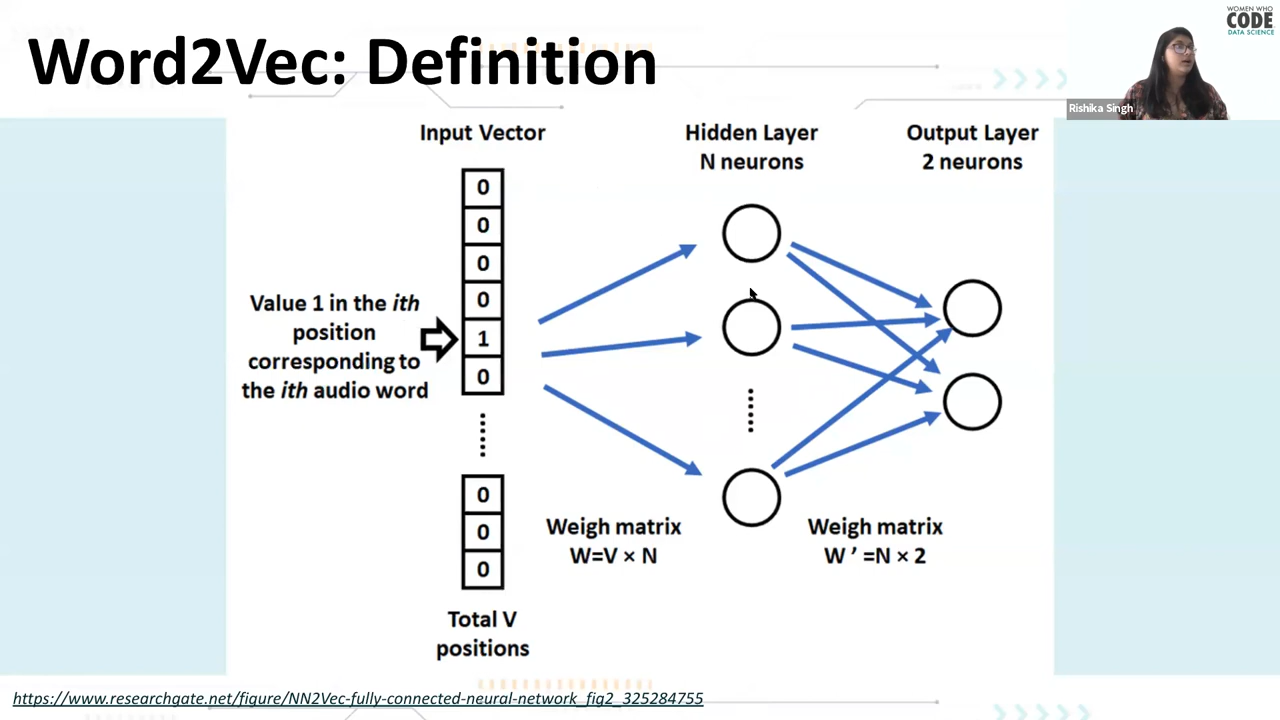 Word2Vec: Definition
WOMEN WHO
CODE
DATA SCIENCE
Rishika Singh
Input Vector
Hidden Layer
N neurons
Output Layer
2 neurons
0
0
0
0
1
0
Value 1 in the ith
position
corresponding to
the ith audio word
0
0
0
Weigh matrix
W=V × N
Weigh matrix
W ’ =N × 2
Total V
positions
https://www.researchgate.net/figure/NN2Vec-fully-connected-neural-network_fig2_325284755